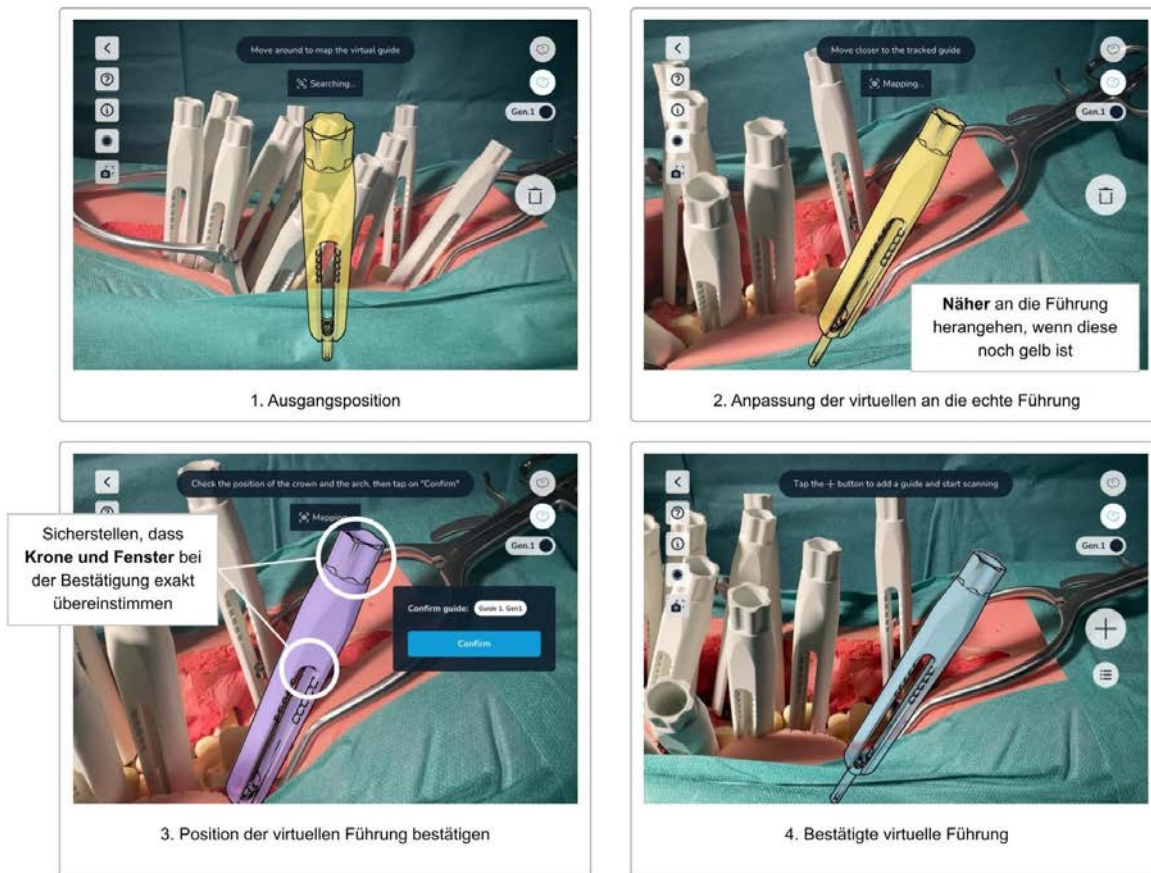 Move around to map the virtual guide
Searching...
Gen.1
1. Ausgangsposition
Move closer to the tracked guide
Mapping...
Gen.1
Näher an die Führung
herangehen, wenn diese
noch gelb ist
2. Anpassung der virtuellen an die echte Führung
Check the position of the crown and the arch, then tap on "Confirm"
Mapping...
Gen.1
Sicherstellen, dass
Krone und Fenster bei
der Bestätigung exakt
übereinstimmen
Confirm guide: Guide 1, Gen1
Confirm
3. Position der virtuellen Führung bestätigen
Tap the + button to add a guide and start scanning
Gen.1
4. Bestätigte virtuelle Führung